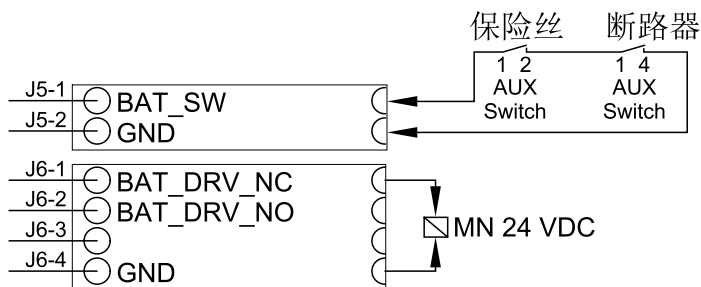 保险丝 断路器
1 2 1 4
AUX AUX
Switch Switch
J5-1 BAT_SW
J5-2 GND
J6-1 BAT_DRV_NC
J6-2 BAT_DRV_NO
MN 24 VDC
J6-3
J6-4 GND